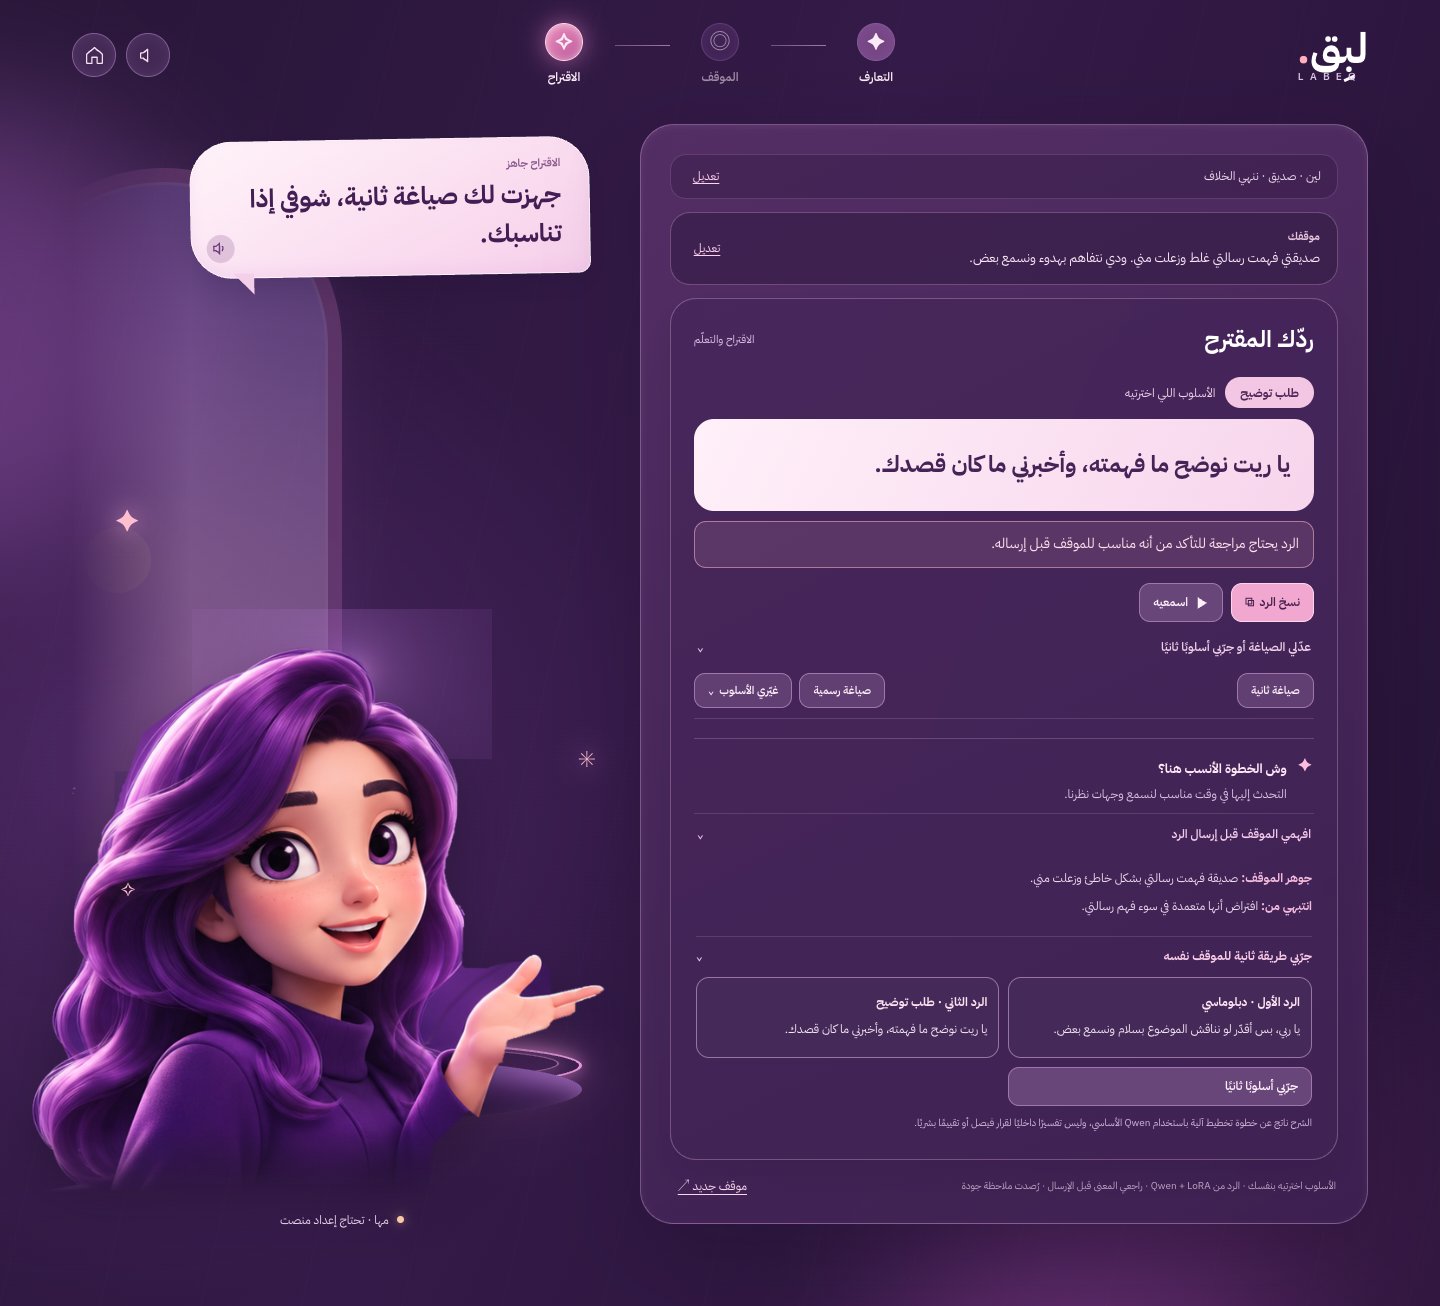 لبق.
LABEQ
التعارف
الموقف
الاقتراح
الاقتراح جاهز
جهزت لك صياغة ثانية، شوفي إذا
تناسبك.
لين · صديق · ننهي الخلاف
تعديل
موقفك
صديقتي فهمت رسالتي غلط وزعلت مني. ودي نتفاهم بهدوء ونسمع بعض.
تعديل
ردّك المقترح
الاقتراح والتعلّم
طلب توضيح
الأسلوب اللي اخترتيه
يا ريت نوضح ما فهمته، وأخبرني ما كان قصدك.
الرد يحتاج مراجعة للتأكد من أنه مناسب للموقف قبل إرساله.
نسخ الرد
اسمعيه
عدّلي الصياغة أو جرّبي أسلوبًا ثانيًا
صياغة ثانية
صياغة رسمية
غيّري الأسلوب
وش الخطوة الأنسب هنا؟
التحدث إليها في وقت مناسب لنسمع وجهات نظرنا.
افهمي الموقف قبل إرسال الرد
جوهر الموقف: صديقة فهمت رسالتي بشكل خاطئ وزعلت مني.
انتبهي من: افتراض أنها متعمدة في سوء فهم رسالتي.
جرّبي طريقة ثانية للموقف نفسه
الرد الأول · دبلوماسي
يا ربي، بس أقدّر لو نناقش الموضوع بسلام ونسمع بعض.
الرد الثاني · طلب توضيح
يا ريت نوضح ما فهمته، وأخبرني ما كان قصدك.
جرّبي أسلوبًا ثانيًا
الشرح ناتج عن خطوة تخطيط آلية باستخدام Qwen الأساسي، وليس تفسيرًا داخليًا لقرار فيصل أو تقييمًا بشريًا.
الأسلوب اخترتيه بنفسك · الرد من Qwen + LoRA · راجعي المعنى قبل الإرسال · رُصدت ملاحظة جودة
موقف جديد ↗
مها · تحتاج إعداد منصت